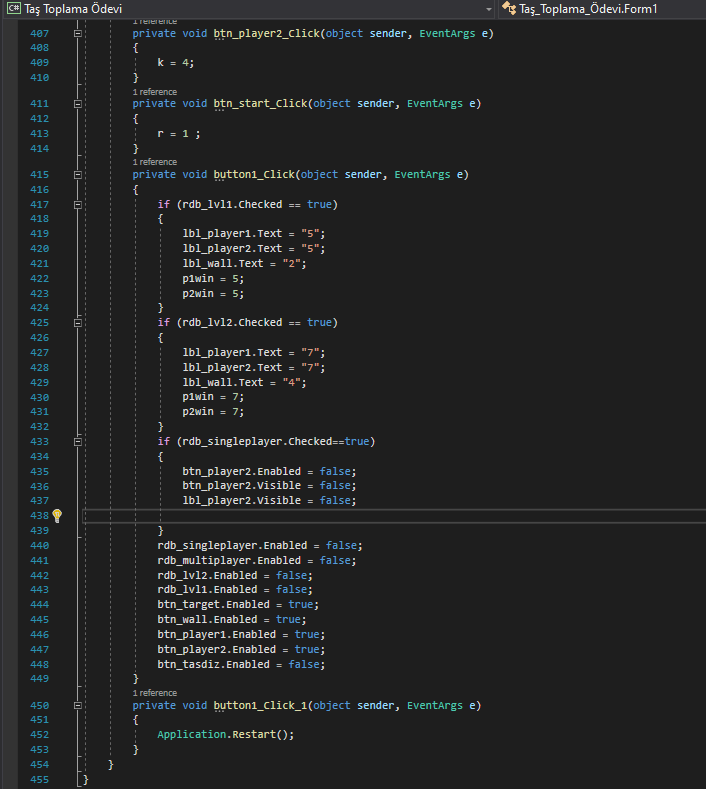 C# Taş Toplama Ödevi
Taş_Toplama_Ödevi.Form1
1 reference
407 private void btn_player2_Click(object sender, EventArgs e)
408 {
409 k = 4;
410 }
1 reference
411 private void btn_start_Click(object sender, EventArgs e)
412 {
413 r = 1 ;
414 }
1 reference
415 private void button1_Click(object sender, EventArgs e)
416 {
417 if (rdb_lvl1.Checked == true)
418 {
419 lbl_player1.Text = "5";
420 lbl_player2.Text = "5";
421 lbl_wall.Text = "2";
422 p1win = 5;
423 p2win = 5;
424 }
425 if (rdb_lvl2.Checked == true)
426 {
427 lbl_player1.Text = "7";
428 lbl_player2.Text = "7";
429 lbl_wall.Text = "4";
430 p1win = 7;
431 p2win = 7;
432 }
433 if (rdb_singleplayer.Checked==true)
434 {
435 btn_player2.Enabled = false;
436 btn_player2.Visible = false;
437 lbl_player2.Visible = false;
438
439 }
440 rdb_singleplayer.Enabled = false;
441 rdb_multiplayer.Enabled = false;
442 rdb_lvl2.Enabled = false;
443 rdb_lvl1.Enabled = false;
444 btn_target.Enabled = true;
445 btn_wall.Enabled = true;
446 btn_player1.Enabled = true;
447 btn_player2.Enabled = true;
448 btn_tasdiz.Enabled = false;
449 }
1 reference
450 private void button1_Click_1(object sender, EventArgs e)
451 {
452 Application.Restart();
453 }
454 }
455 }